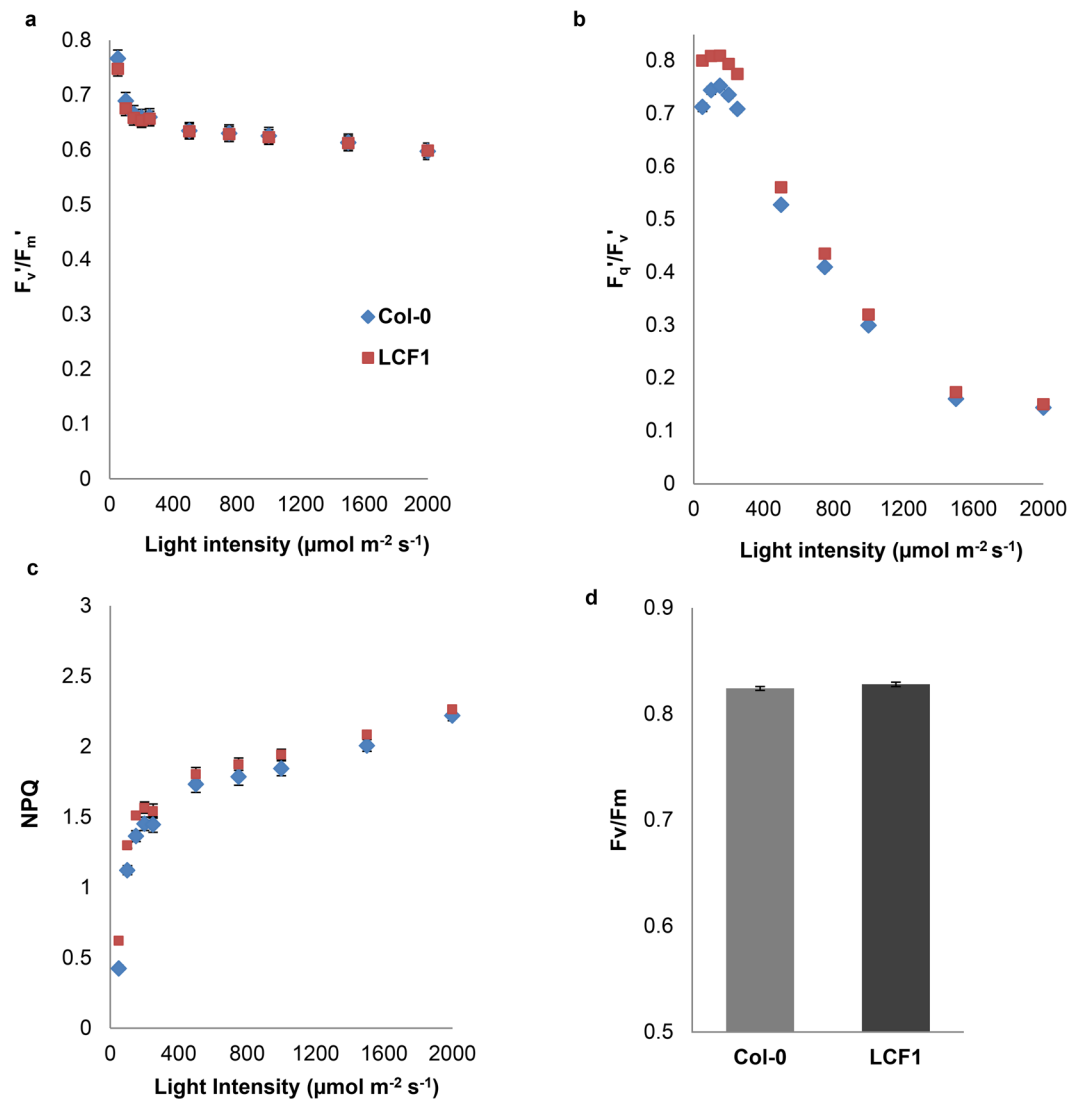 a
0.8
0.7
0.6
0.5
0.4
0.3
0.2
0.1
0
Fv'/Fm'
Col-0
LCF1
0 400 800 1200 1600 2000
Light intensity (µmol m-2 s-1)
b
0.8
0.7
0.6
0.5
0.4
0.3
0.2
0.1
0
Fq'/Fv'
0 400 800 1200 1600 2000
Light intensity (µmol m-2 s-1)
c
3
2.5
2
1.5
1
0.5
0
NPQ
0 400 800 1200 1600 2000
Light Intensity (µmol m-2 s-1)
d
0.9
0.8
0.7
0.6
0.5
Fv/Fm
Col-0 LCF1